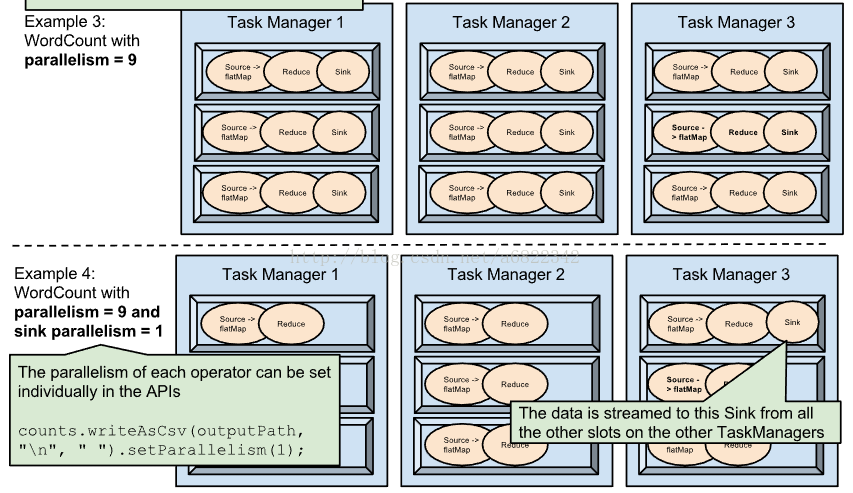 Example 3:
WordCount with
parallelism = 9
Task Manager 1
Source ->
flatMap
Reduce
Sink
Source ->
flatMap
Reduce
Sink
Source ->
flatMap
Reduce
Sink
Task Manager 2
Source ->
flatMap
Reduce
Sink
Source ->
flatMap
Reduce
Sink
Source ->
flatMap
Reduce
Sink
Task Manager 3
Source ->
flatMap
Reduce
Sink
Source -
> flatMap
Reduce
Sink
Source ->
flatMap
Reduce
Sink
http://blog.csdn.net/a6822342
Example 4:
WordCount with
parallelism = 9 and
sink parallelism = 1
The parallelism of each operator can be set
individually in the APIs
counts.writeAsCsv(outputPath,
"\n", " ").setParallelism(1);
Task Manager 1
Source ->
flatMap
Reduce
Task Manager 2
Source ->
flatMap
Reduce
Source ->
flatMap
Reduce
flatMap
Task Manager 3
Source ->
flatMap
Reduce
Sink
Source -
> flatMap
flatMap
Reduce
The data is streamed to this Sink from all
the other slots on the other TaskManagers